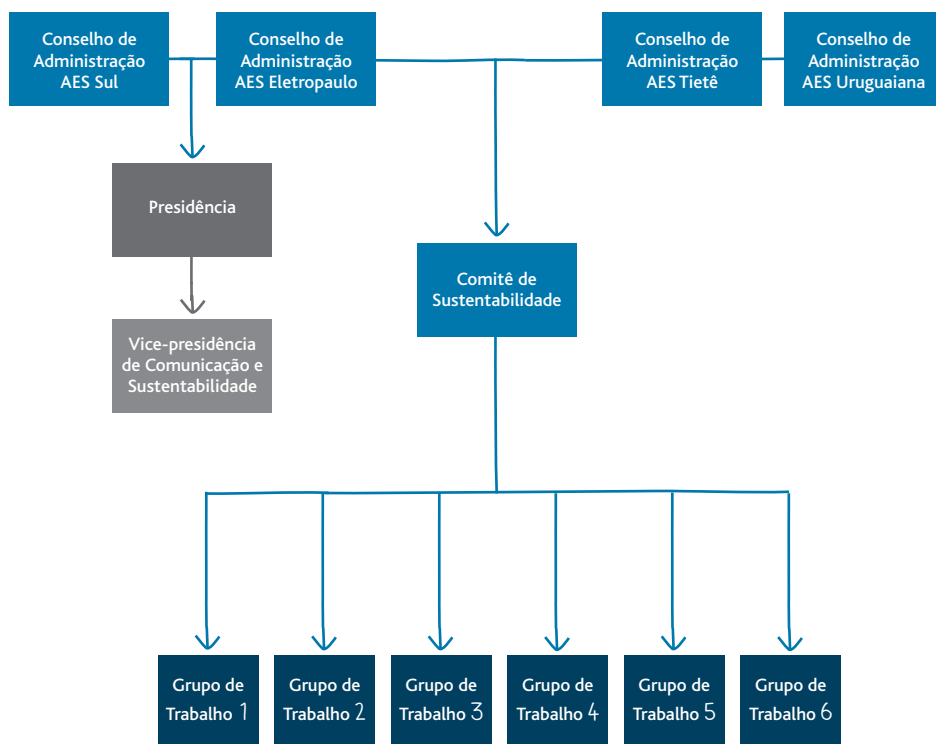 Conselho de
Administração
AES Sul
Conselho de
Administração
AES Eletropaulo
Conselho de
Administração
AES Tietê
Conselho de
Administração
AES Uruguaiana
Presidência
Comitê de
Sustentabilidade
Vice-presidência
de Comunicação e
Sustentabilidade
Grupo de
Trabalho 1
Grupo de
Trabalho 2
Grupo de
Trabalho 3
Grupo de
Trabalho 4
Grupo de
Trabalho 5
Grupo de
Trabalho 6